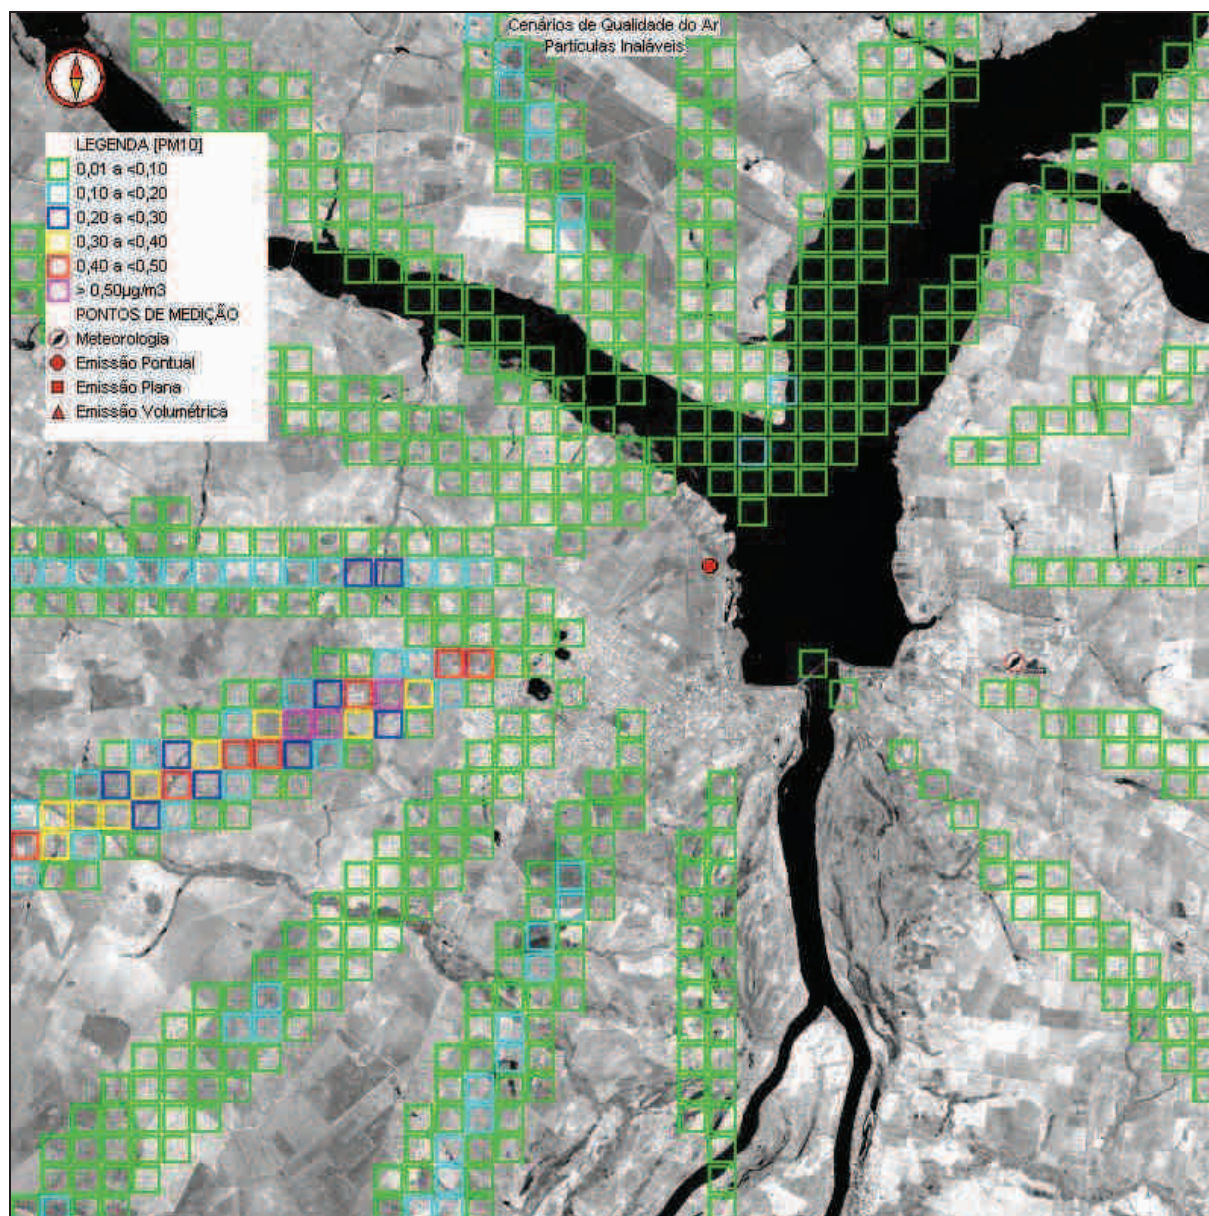 Cenários de Qualidade do Ar
Partículas Inaláveis
LEGENDA [PM10]
0,01 a <0,10
0,10 a <0,20
0,20 a <0,30
0,30 a <0,40
0,40 a <0,50
> 0,50µg/m3
PONTOS DE MEDIÇÃO
Meteorologia
Emissão Pontual
Emissão Plana
Emissão Volumétrica